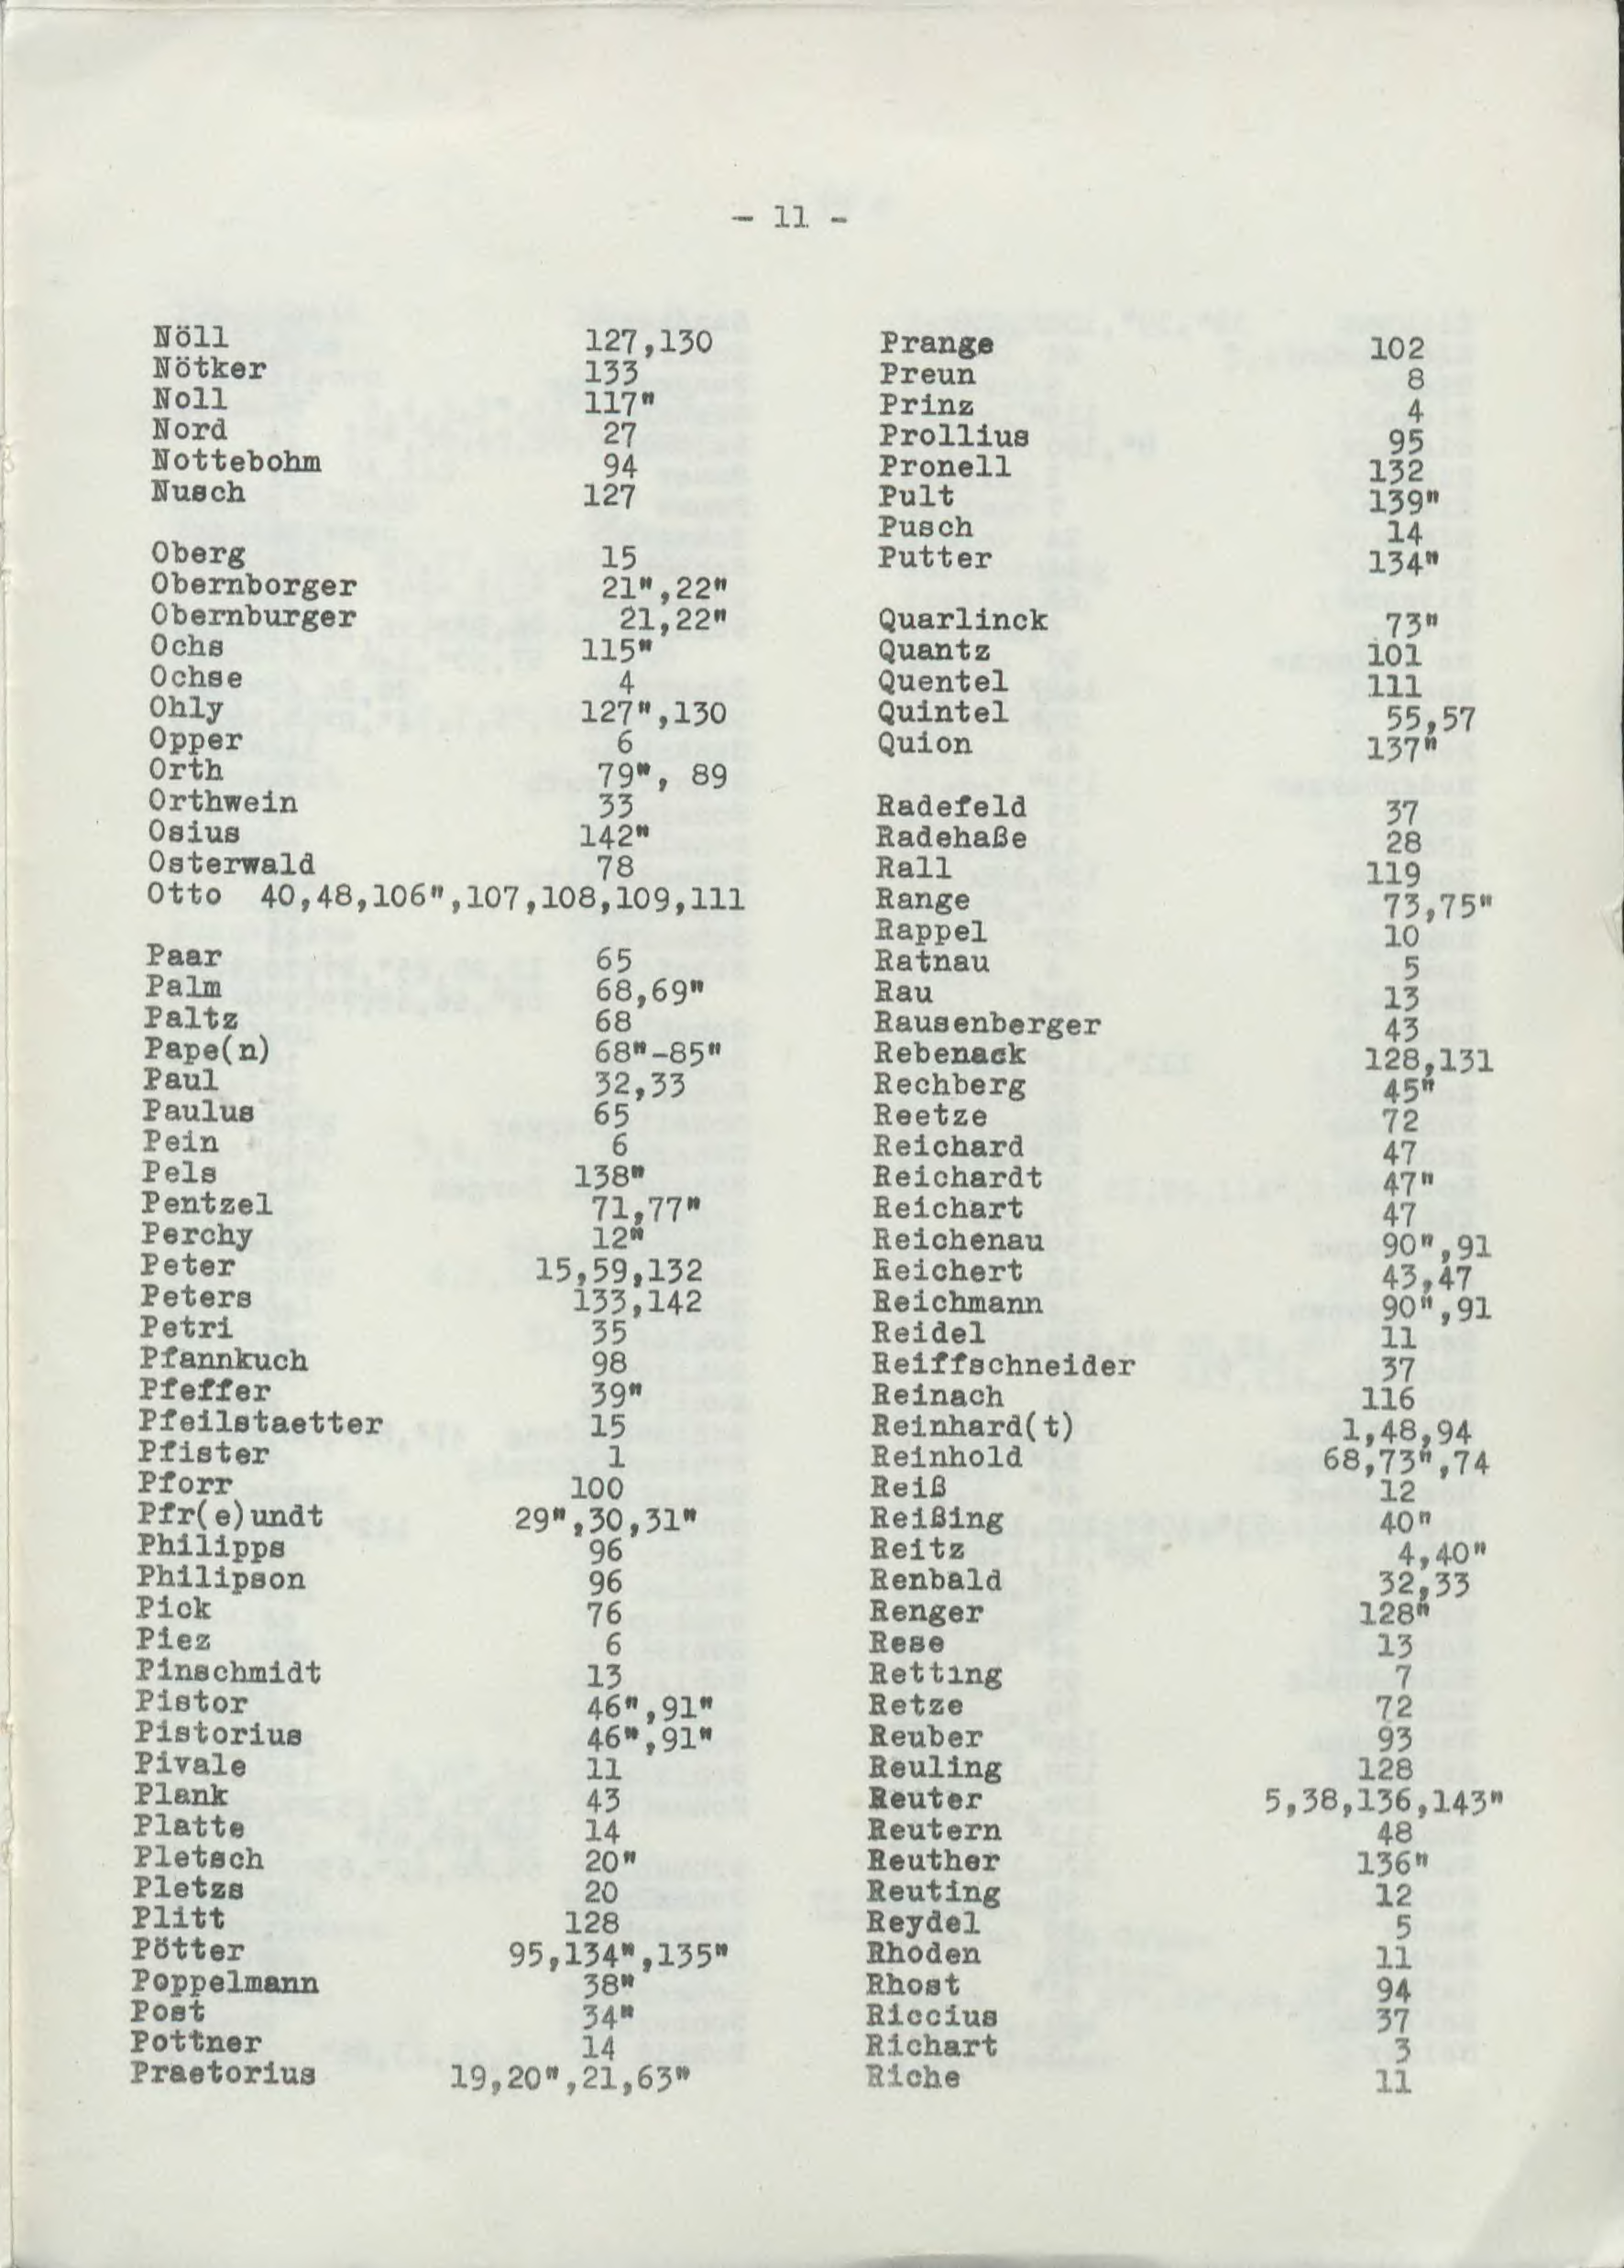 - 11 -
Nöll 127,130
Nötker 133
Noll 117"
Nord 27
Nottebohm 94
Nusch 127
Oberg 15
Obernborger 21",22"
Obernburger 21,22"
Ochs 115"
Ochse 4
Ohly 127",130
Opper 6
Orth 79", 89
Orthwein 33
Osius 142"
Osterwald 78
Otto 40,48,106",107,108,109,111
Paar 65
Palm 68,69"
Paltz 68
Pape(n) 68"-85"
Paul 32,33
Paulus 65
Pein 6
Pels 138"
Pentzel 71,77"
Perchy 12"
Peter 15,59,132
Peters 133,142
Petri 35
Pfannkuch 98
Pfeffer 39"
Pfeilstaetter 15
Pfister 1
Pforr 100
Pfr(e)undt 29",30,31"
Philipps 96
Philipson 96
Pick 76
Piez 6
Pinschmidt 13
Pistor 46",91"
Pistorius 46",91"
Pivale 11
Plank 43
Platte 14
Pletsch 20"
Pletzs 20
Plitt 128
Pötter 95,134",135"
Poppelmann 38"
Post 34"
Pottner 14
Praetorius 19,20",21,63"
Prange 102
Preun 8
Prinz 4
Prollius 95
Pronell 132
Pult 139"
Pusch 14
Putter 134"
Quarlinck 73"
Quantz 101
Quentel 111
Quintel 55,57
Quion 137"
Radefeld 37
Radehaße 28
Rall 119
Range 73,75"
Rappel 10
Ratnau 5
Rau 13
Rausenberger 43
Rebenack 128,131
Rechberg 45"
Reetze 72
Reichard 47
Reichardt 47"
Reichart 47
Reichenau 90",91
Reichert 43,47
Reichmann 90",91
Reidel 11
Reiffschneider 37
Reinach 116
Reinhard(t) 1,48,94
Reinhold 68,73",74
Reiß 12
Reißing 40"
Reitz 4,40"
Renbald 32,33
Renger 128"
Rese 13
Retting 7
Retze 72
Reuber 93
Reuling 128
Reuter 5,38,136,143"
Reutern 48
Reuther 136"
Reuting 12
Reydel 5
Rhoden 11
Rhost 94
Riccius 37
Richart 3
Riche 11